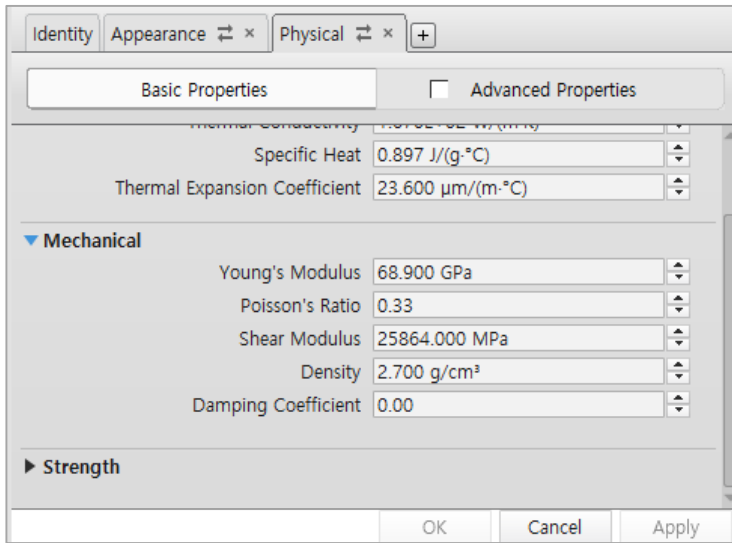 Identity Appearance Physical
Basic Properties Advanced Properties
Thermal Conductivity
Specific Heat 0.897 J/(g·°C)
Thermal Expansion Coefficient 23.600 μm/(m·°C)
Mechanical
Young's Modulus 68.900 GPa
Poisson's Ratio 0.33
Shear Modulus 25864.000 MPa
Density 2.700 g/cm³
Damping Coefficient 0.00
Strength
OK Cancel Apply